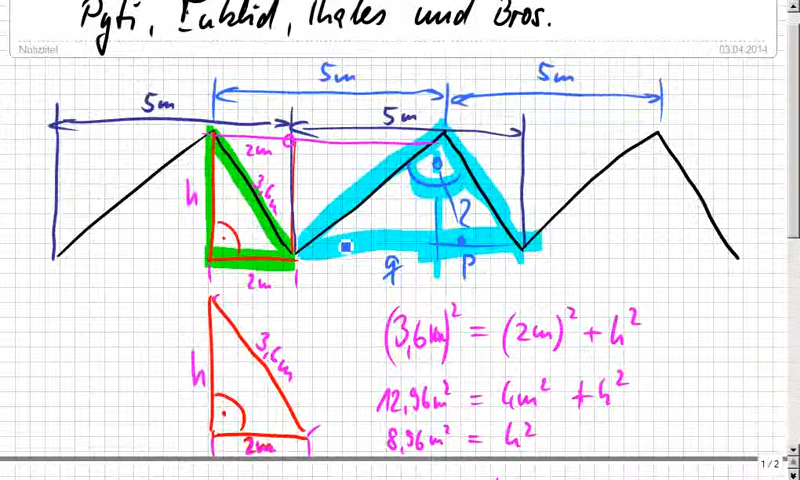 Pyti, Euklid, Thales und Bros.
Notiztitel 03.04.2014
5m 5m
5m 5m
2m
h 3,6m
2m q p
h 3,6m
2m
(3,6m)² = (2m)² + h²
12,96m² = 4m² + h²
8,96m² = h²
1 / 2